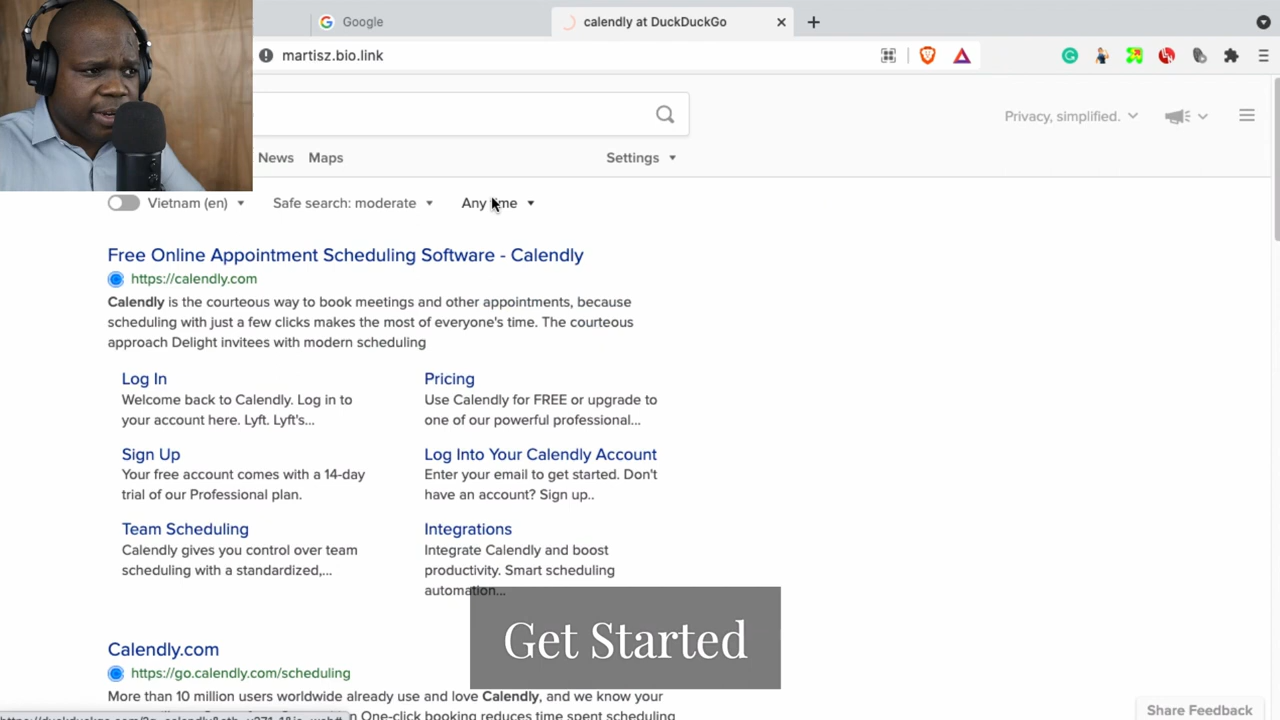 Google
calendly at DuckDuckGo
martisz.bio.link
Privacy, simplified.
News Maps Settings
Vietnam (en) Safe search: moderate Any time
Free Online Appointment Scheduling Software - Calendly
https://calendly.com
Calendly is the courteous way to book meetings and other appointments, because
scheduling with just a few clicks makes the most of everyone's time. The courteous
approach Delight invitees with modern scheduling
Log In
Welcome back to Calendly. Log in to
your account here. Lyft. Lyft's...
Pricing
Use Calendly for FREE or upgrade to
one of our powerful professional...
Sign Up
Your free account comes with a 14-day
trial of our Professional plan.
Log Into Your Calendly Account
Enter your email to get started. Don't
have an account? Sign up..
Team Scheduling
Calendly gives you control over team
scheduling with a standardized,...
Integrations
Integrate Calendly and boost
productivity. Smart scheduling
automation...
Get Started
Calendly.com
https://go.calendly.com/scheduling
More than 10 million users worldwide already use and love Calendly, and we know your
One-click booking reduces time spent scheduling
Share Feedback